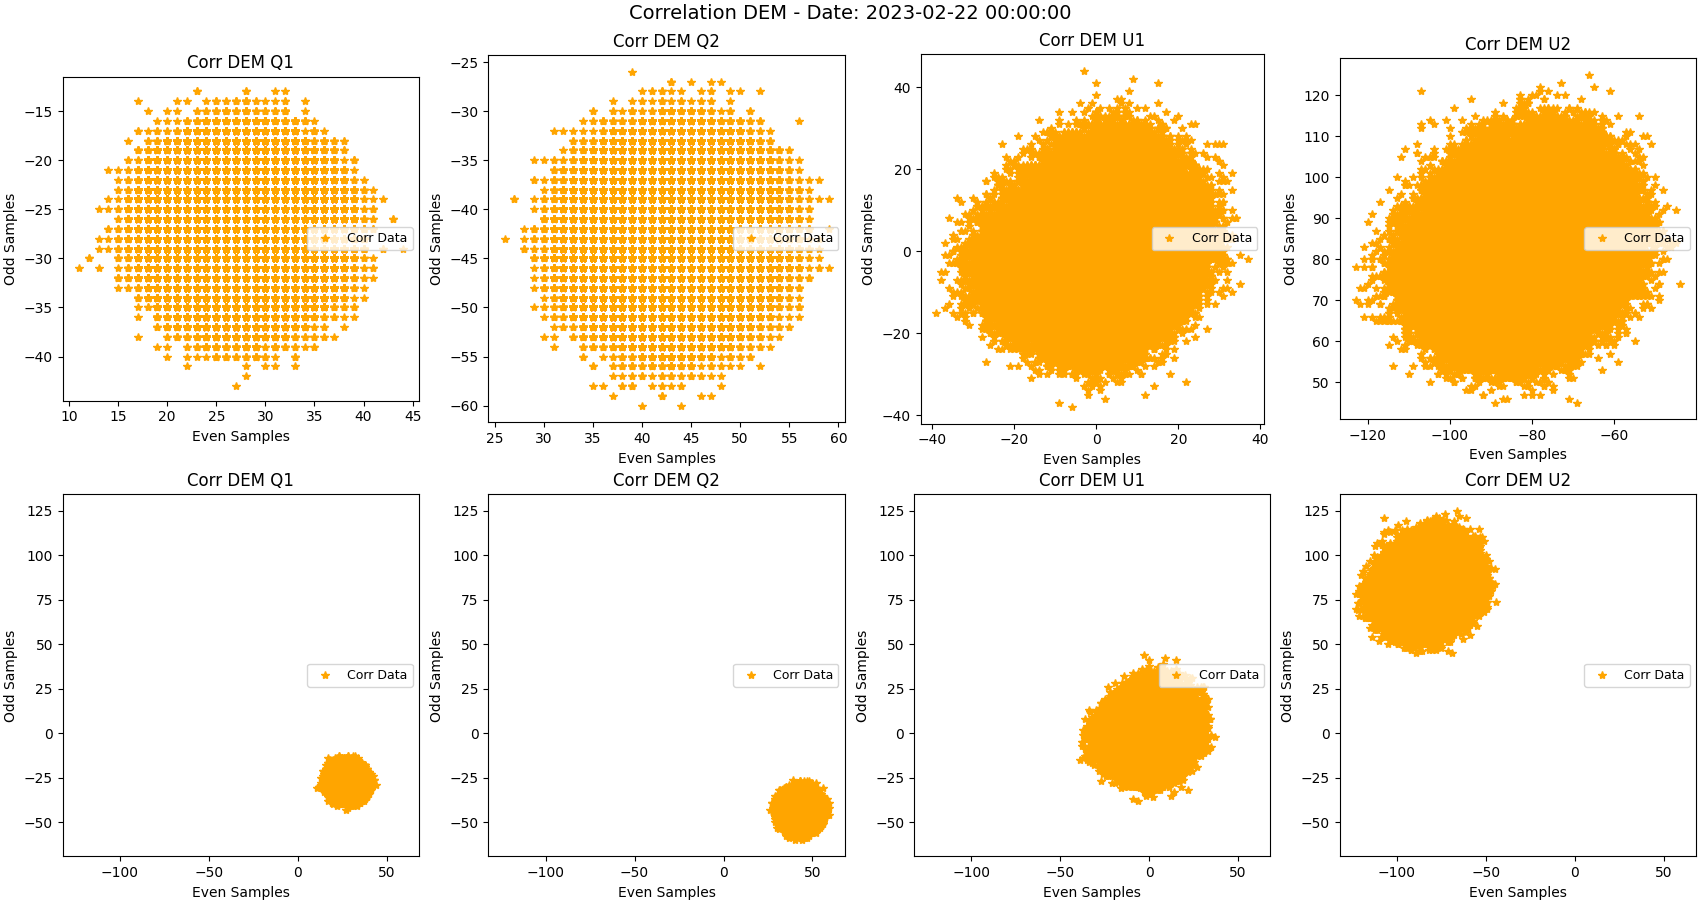 Correlation DEM - Date: 2023-02-22 00:00:00
Corr DEM Q1
Odd Samples
−15
−20
−25
−30
−35
−40
10 15 20 25 30 35 40 45
Even Samples
Corr Data
Corr DEM Q2
Odd Samples
−25
−30
−35
−40
−45
−50
−55
−60
25 30 35 40 45 50 55 60
Even Samples
Corr Data
Corr DEM U1
Odd Samples
40
20
0
−20
−40
−40 −20 0 20 40
Even Samples
Corr Data
Corr DEM U2
Odd Samples
120
110
100
90
80
70
60
50
−120 −100 −80 −60
Even Samples
Corr Data
Corr DEM Q1
Odd Samples
125
100
75
50
25
0
−25
−50
−100 −50 0 50
Even Samples
Corr Data
Corr DEM Q2
Odd Samples
125
100
75
50
25
0
−25
−50
−100 −50 0 50
Even Samples
Corr Data
Corr DEM U1
Odd Samples
125
100
75
50
25
0
−25
−50
−100 −50 0 50
Even Samples
Corr Data
Corr DEM U2
Odd Samples
125
100
75
50
25
0
−25
−50
−100 −50 0 50
Even Samples
Corr Data